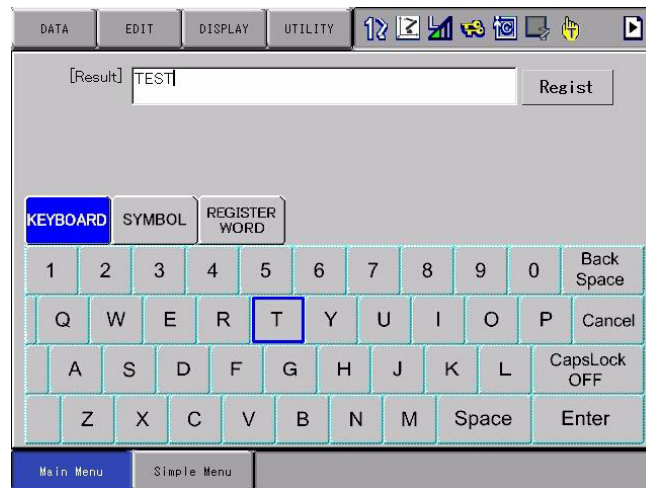 DATA EDIT DISPLAY UTILITY
[Result] TEST Regist
KEYBOARD SYMBOL REGISTER WORD
1 2 3 4 5 6 7 8 9 0 Back Space
Q W E R T Y U I O P Cancel
A S D F G H J K L CapsLock OFF
Z X C V B N M Space Enter
Main Menu Simple Menu